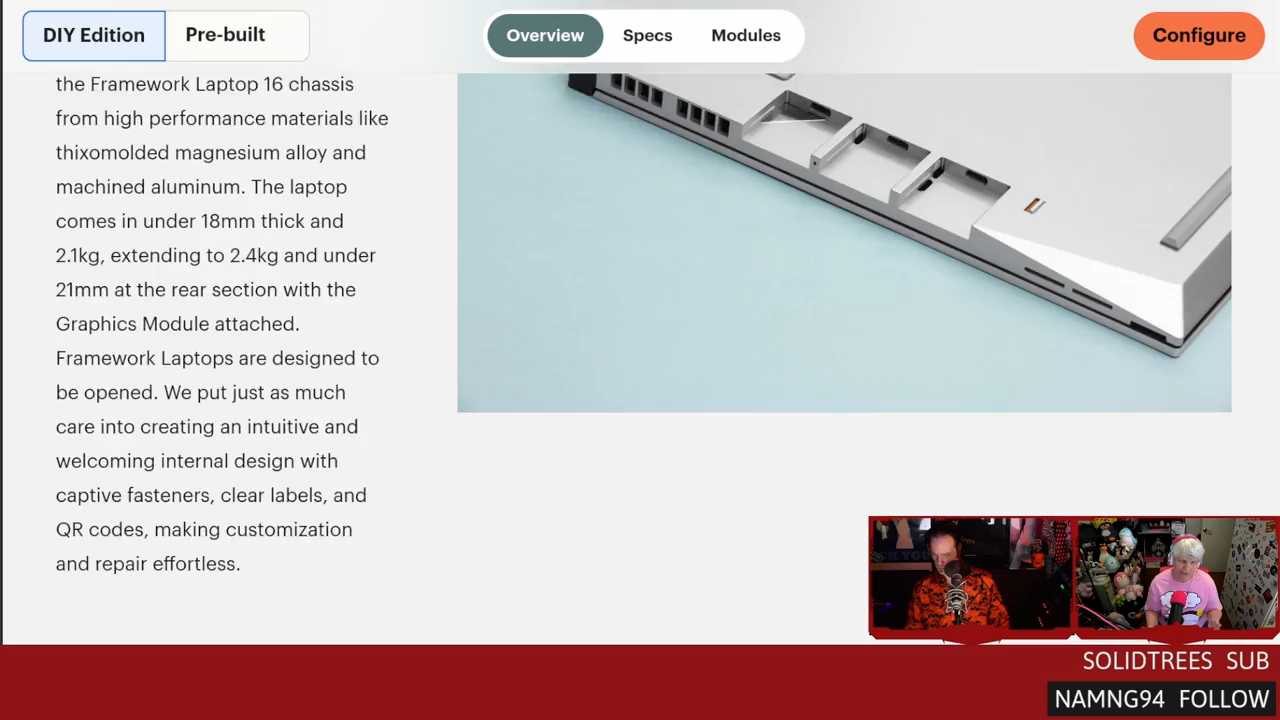 DIY Edition
Pre-built
Overview
Specs
Modules
Configure
the Framework Laptop 16 chassis
from high performance materials like
thixomolded magnesium alloy and
machined aluminum. The laptop
comes in under 18mm thick and
2.1kg, extending to 2.4kg and under
21mm at the rear section with the
Graphics Module attached.
Framework Laptops are designed to
be opened. We put just as much
care into creating an intuitive and
welcoming internal design with
captive fasteners, clear labels, and
QR codes, making customization
and repair effortless.
SOLIDTREES SUB
NAMNG94 FOLLOW